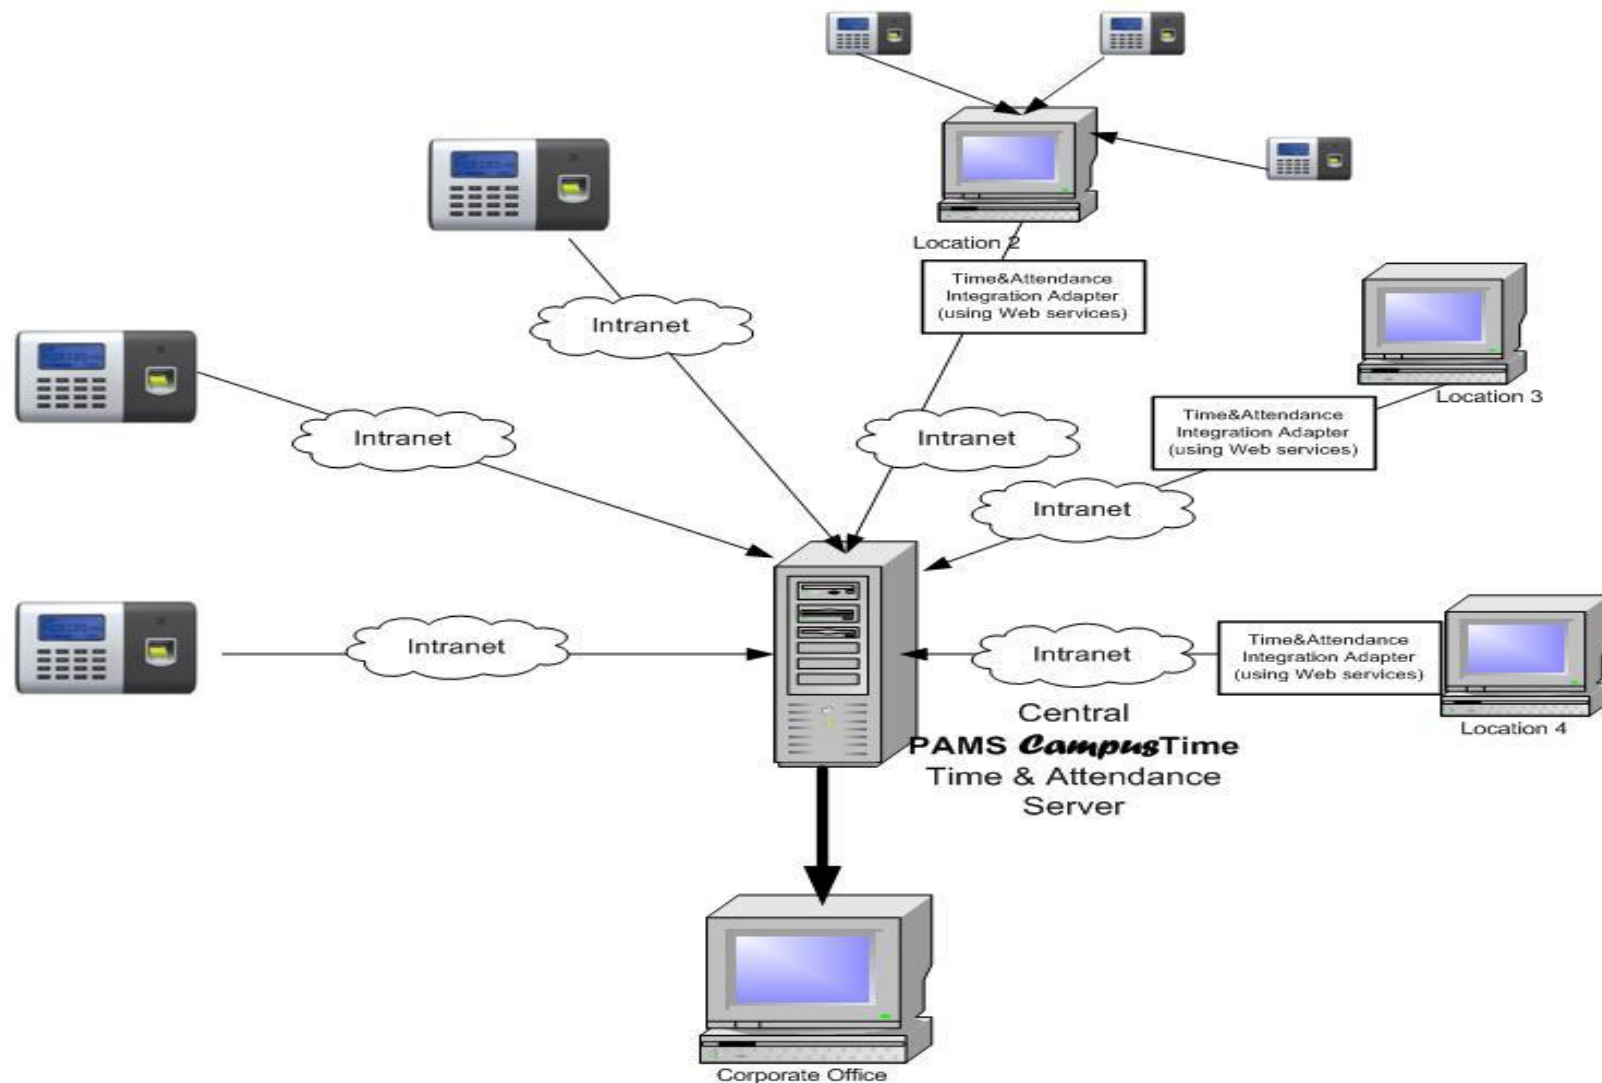 Location 2
Time&Attendance
Integration Adapter
(using Web services)
Intranet
Location 3
Time&Attendance
Integration Adapter
(using Web services)
Intranet
Intranet
Intranet
Intranet
Intranet
Intranet
Time&Attendance
Integration Adapter
(using Web services)
Location 4
Central
PAMS CampusTime
Time & Attendance
Server
Corporate Office